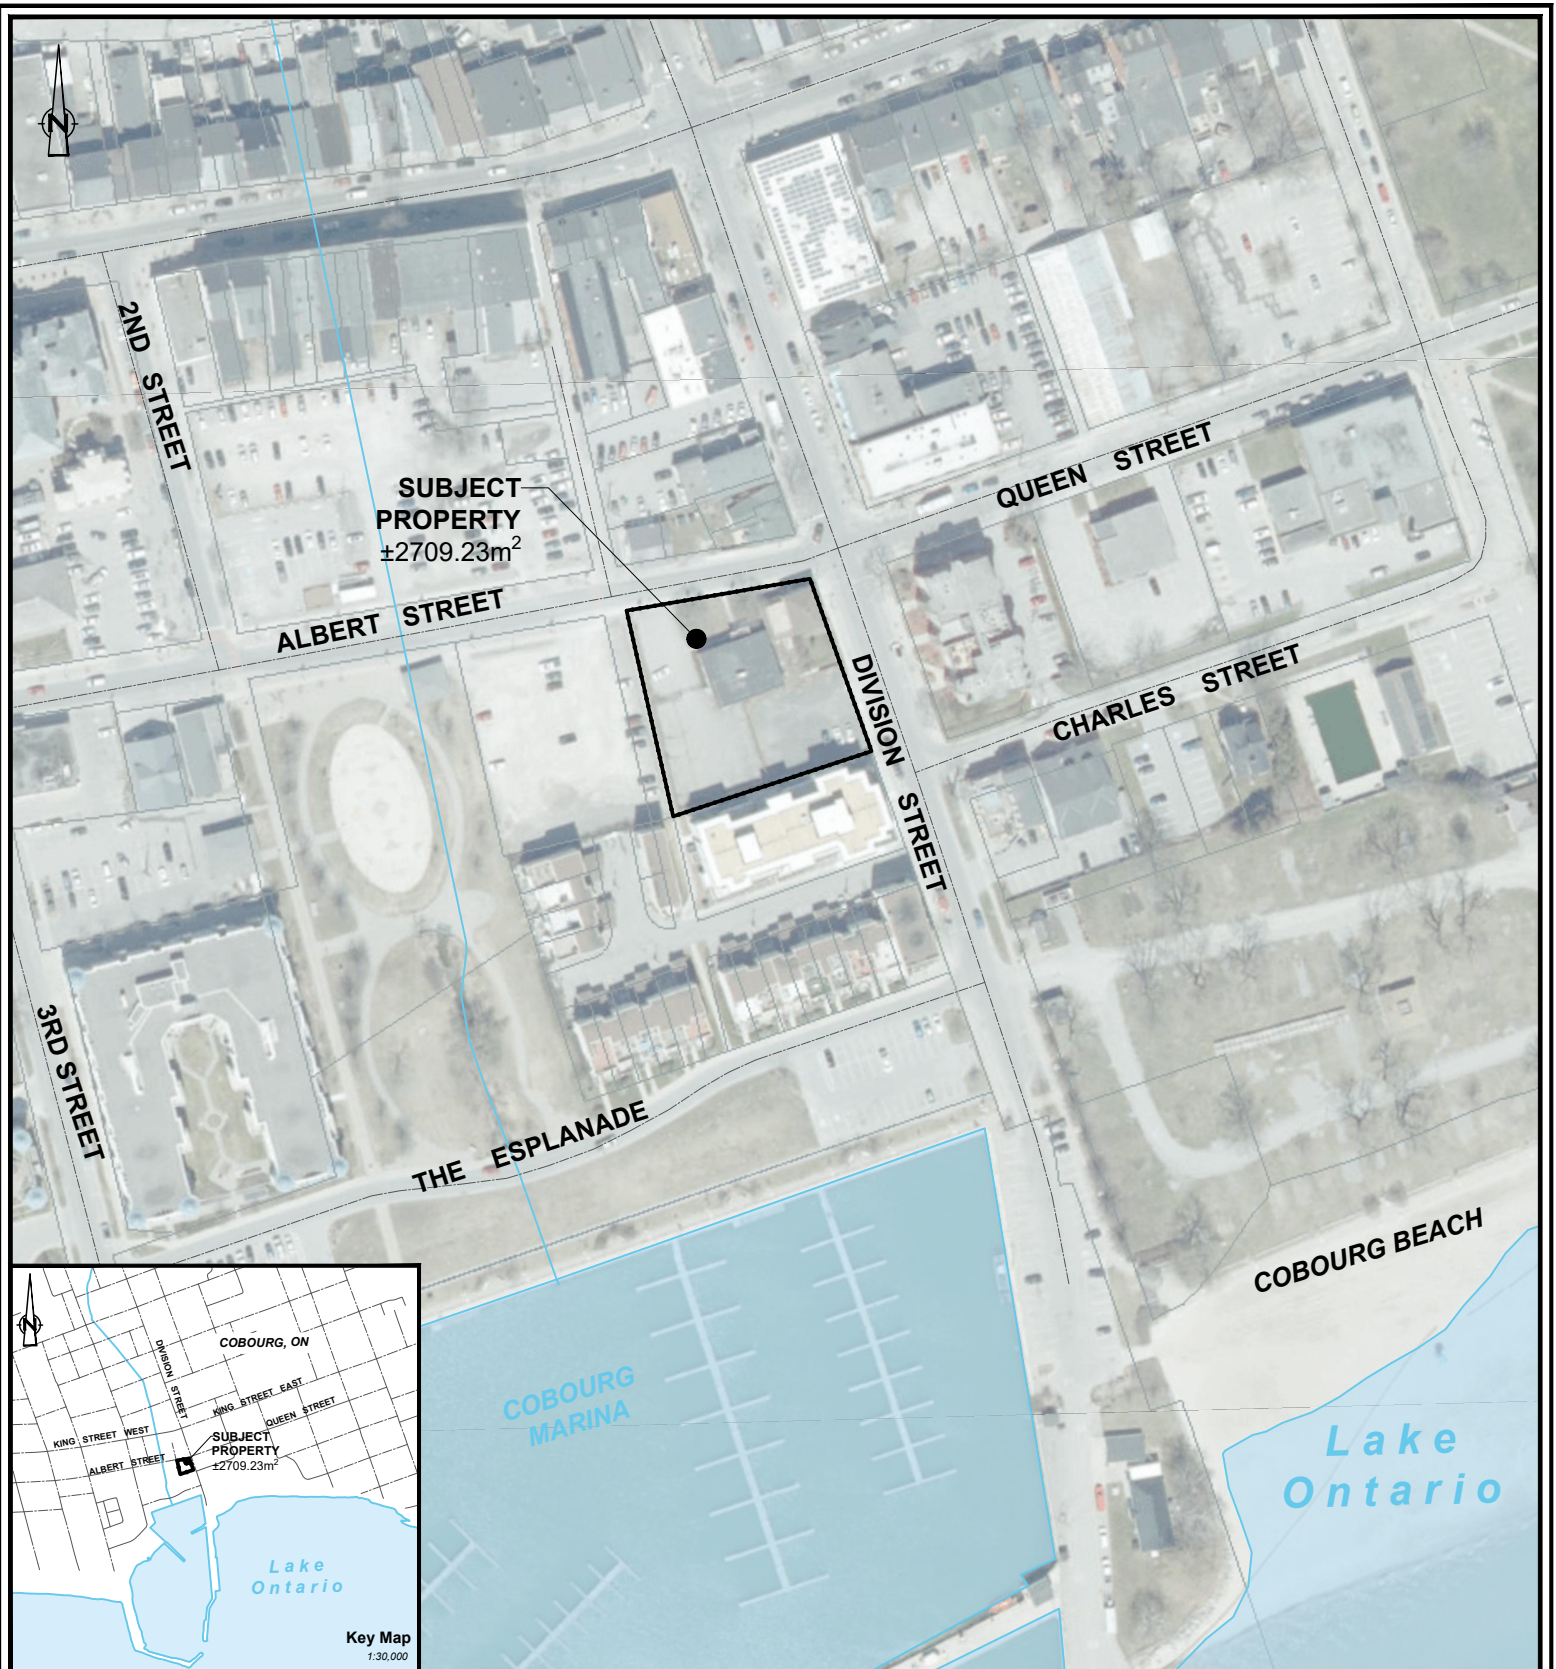 N
2ND STREET
SUBJECT
PROPERTY
±2709.23m²
QUEEN STREET
ALBERT STREET
DIVISION STREET
CHARLES STREET
3RD STREET
THE ESPLANADE
COBOURG BEACH
COBOURG
MARINA
Lake
Ontario
N
COBOURG, ON
DIVISION STREET
KING STREET EAST
QUEEN STREET
KING STREET WEST
SUBJECT
PROPERTY
±2709.23m²
ALBERT STREET
Lake
Ontario
Key Map
1:30,000